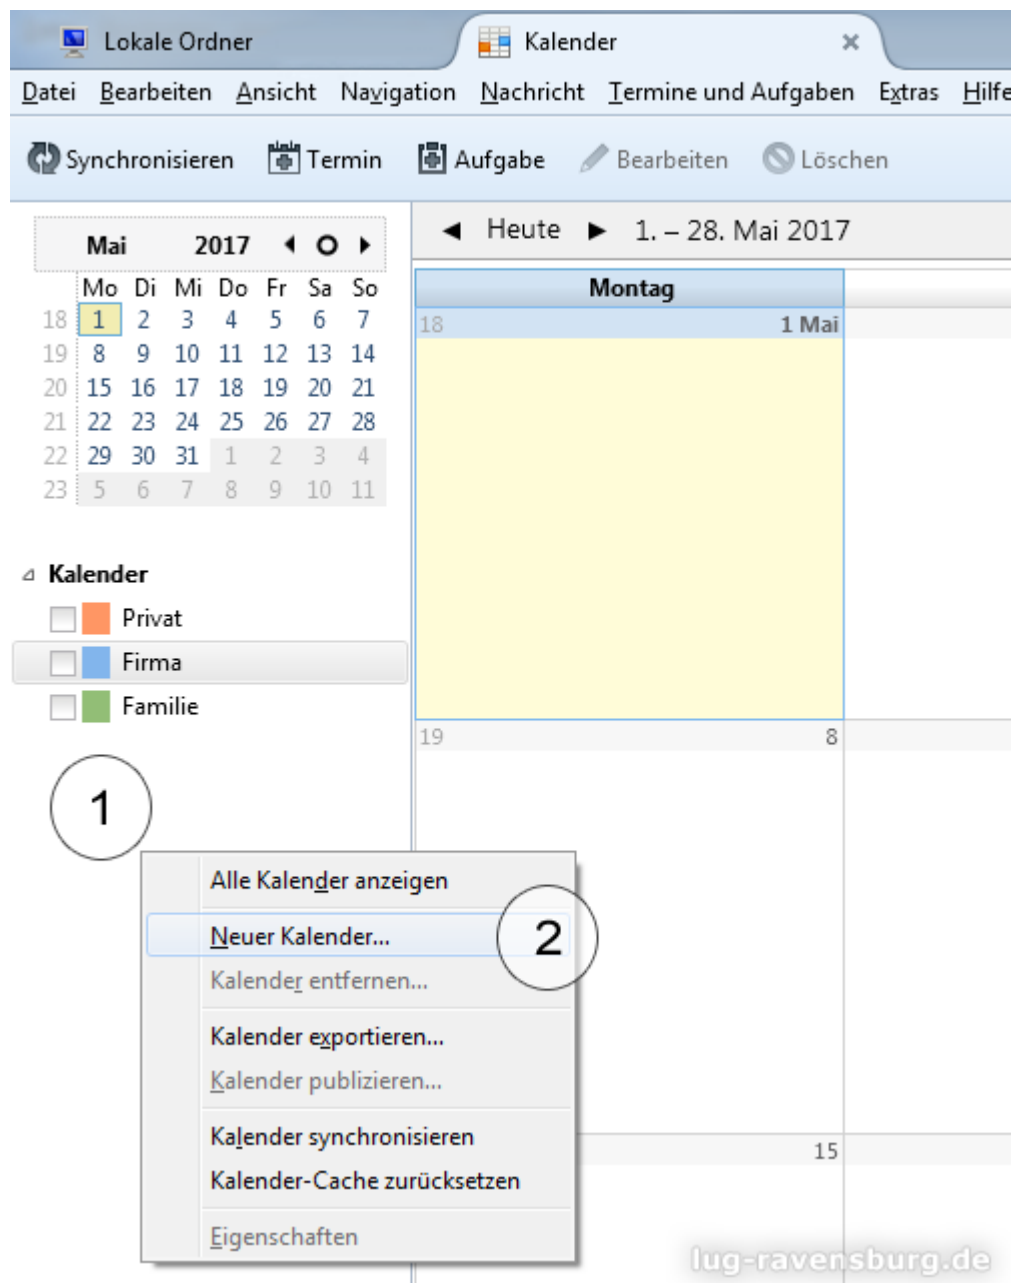 Lokale Ordner Kalender
Datei Bearbeiten Ansicht Navigation Nachricht Termine und Aufgaben Extras Hilfe
Synchronisieren Termin Aufgabe Bearbeiten Löschen
Mai 2017
Mo Di Mi Do Fr Sa So
18 1 2 3 4 5 6 7
19 8 9 10 11 12 13 14
20 15 16 17 18 19 20 21
21 22 23 24 25 26 27 28
22 29 30 31 1 2 3 4
23 5 6 7 8 9 10 11
Kalender
Privat
Firma
Familie
1
Heute 1. – 28. Mai 2017
Montag
18 1 Mai
19 8
15
Alle Kalender anzeigen
Neuer Kalender...
2
Kalender entfernen...
Kalender exportieren...
Kalender publizieren...
Kalender synchronisieren
Kalender-Cache zurücksetzen
Eigenschaften
lug-ravensburg.de